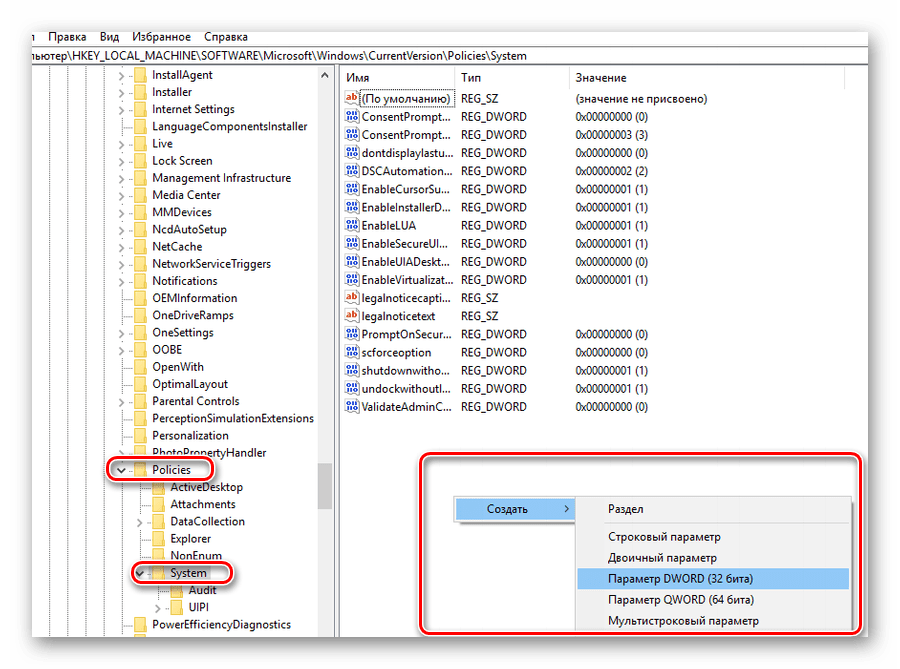 Правка Вид Избранное Справка
пьютер\HKEY_LOCAL_MACHINE\SOFTWARE\Microsoft\Windows\CurrentVersion\Policies\System
InstallAgent
Installer
Internet Settings
LanguageComponentsInstaller
Live
Lock Screen
Management Infrastructure
Media Center
MMDevices
NcdAutoSetup
NetCache
NetworkServiceTriggers
Notifications
OEMInformation
OneDriveRamps
OneSettings
OOBE
OpenWith
OptimalLayout
Parental Controls
PerceptionSimulationExtensions
Personalization
PhotoPropertyHandler
Policies
ActiveDesktop
Attachments
DataCollection
Explorer
NonEnum
System
Audit
UIPI
PowerEfficiencyDiagnostics
Имя Тип Значение
(По умолчанию) REG_SZ (значение не присвоено)
ConsentPrompt... REG_DWORD 0x00000000 (0)
ConsentPrompt... REG_DWORD 0x00000003 (3)
dontdisplaylastu... REG_DWORD 0x00000000 (0)
DSCAutomation... REG_DWORD 0x00000002 (2)
EnableCursorSu... REG_DWORD 0x00000001 (1)
EnableInstallerD... REG_DWORD 0x00000001 (1)
EnableLUA REG_DWORD 0x00000001 (1)
EnableSecureUI... REG_DWORD 0x00000001 (1)
EnableUIADeskt... REG_DWORD 0x00000000 (0)
EnableVirtualizat... REG_DWORD 0x00000001 (1)
legalnoticecapti... REG_SZ
legalnoticetext REG_SZ
PromptOnSecur... REG_DWORD 0x00000000 (0)
scforceoption REG_DWORD 0x00000000 (0)
shutdownwitho... REG_DWORD 0x00000001 (1)
undockwithoutl... REG_DWORD 0x00000001 (1)
ValidateAdminC... REG_DWORD 0x00000000 (0)
Создать
Раздел
Строковый параметр
Двоичный параметр
Параметр DWORD (32 бита)
Параметр QWORD (64 бита)
Мультистроковый параметр